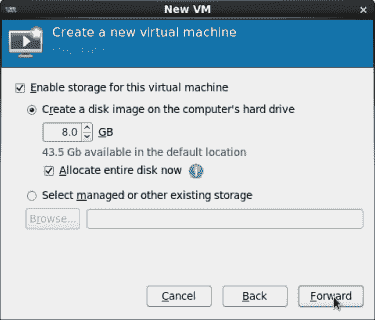 New VM
Create a new virtual machine
Enable storage for this virtual machine
Create a disk image on the computer's hard drive
8.0 GB
43.5 Gb available in the default location
Allocate entire disk now
Select managed or other existing storage
Browse...
Cancel Back Forward